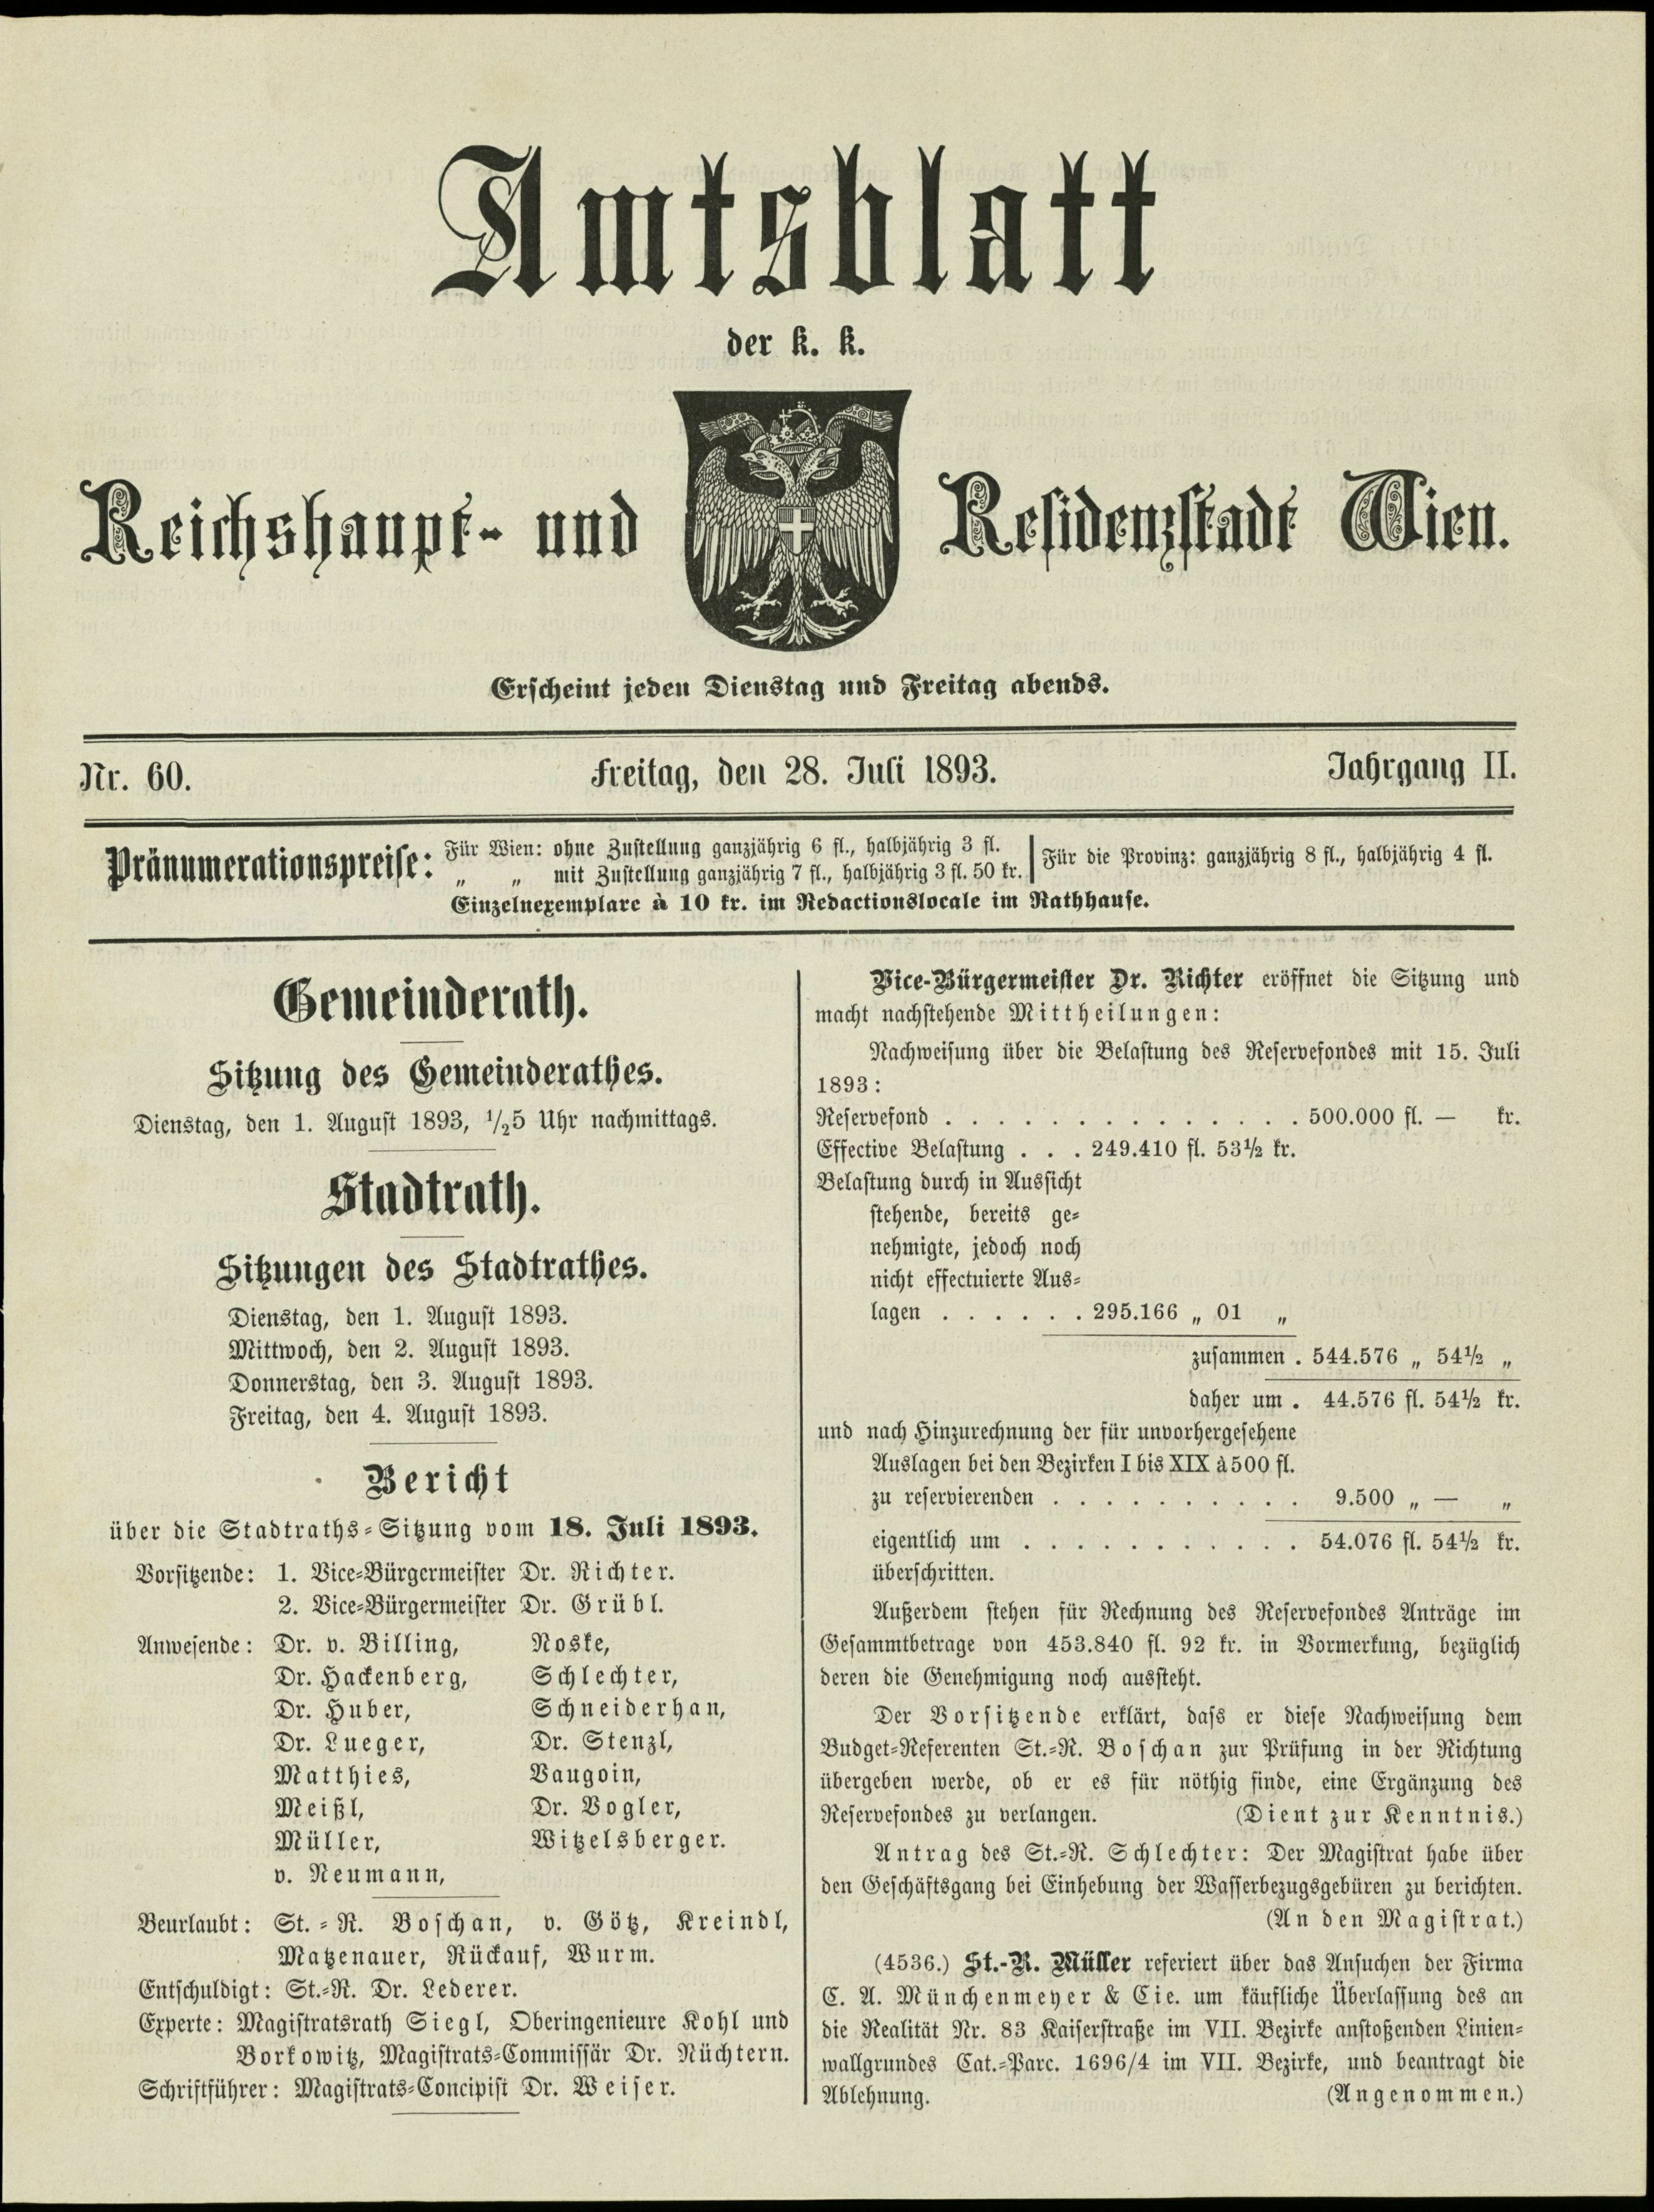 Amtsblatt
der k. k.
Reichshaupt- und Residenzstadt Wien.
Erscheint jeden Dienstag und Freitag abends.
Nr. 60. Freitag, den 28. Juli 1893. Jahrgang II.
Pränumerationspreise: Für Wien: ohne Zustellung ganzjährig 6 fl., halbjährig 3 fl.
„ „ mit Zustellung ganzjährig 7 fl., halbjährig 3 fl. 50 kr.
Für die Provinz: ganzjährig 8 fl., halbjährig 4 fl.
Einzelnexemplare à 10 kr. im Redactionslocale im Rathhause.
Gemeinderath.
Sitzung des Gemeinderathes.
Dienstag, den 1. August 1893, 1/2 5 Uhr nachmittags.
Stadtrath.
Sitzungen des Stadtrathes.
Dienstag, den 1. August 1893.
Mittwoch, den 2. August 1893.
Donnerstag, den 3. August 1893.
Freitag, den 4. August 1893.
Bericht
über die Stadtraths-Sitzung vom 18. Juli 1893.
Vorsitzende: 1. Vice-Bürgermeister Dr. Richter.
2. Vice-Bürgermeister Dr. Grübl.
Anwesende: Dr. v. Billing, Noske,
Dr. Hackenberg, Schlechter,
Dr. Huber, Schneiderhan,
Dr. Lueger, Dr. Stenzl,
Matthies, Vaugoin,
Meißl, Dr. Vogler,
Müller, Witzelsberger.
v. Neumann,
Beurlaubt: St.-R. Boschan, v. Götz, Kreindl,
Matzenauer, Rückauf, Wurm.
Entschuldigt: St.-R. Dr. Lederer.
Experte: Magistratsrath Siegl, Oberingenieure Kohl und
Borkowitz, Magistrats-Commissär Dr. Nüchtern.
Schriftführer: Magistrats-Concipist Dr. Weiser.
Vice-Bürgermeister Dr. Richter eröffnet die Sitzung und
macht nachstehende Mittheilungen:
Nachweisung über die Belastung des Reservefondes mit 15. Juli
1893:
Reservefond . . . . . . . . . . . . . . 500.000 fl. — kr.
Effective Belastung . . . 249.410 fl. 53½ kr.
Belastung durch in Aussicht
stehende, bereits ge-
nehmigte, jedoch noch
nicht effectuierte Aus-
lagen . . . . . . 295.166 „ 01 „
zusammen . 544.576 „ 54½ „
daher um . 44.576 fl. 54½ kr.
und nach Hinzurechnung der für unvorhergesehene
Auslagen bei den Bezirken I bis XIX à 500 fl.
zu reservierenden . . . . . . . . . . 9.500 „ — „
eigentlich um . . . . . . . . . . . 54.076 fl. 54½ kr.
überschritten.
Außerdem stehen für Rechnung des Reservefondes Anträge im
Gesammtbetrage von 453.840 fl. 92 kr. in Vormerkung, bezüglich
deren die Genehmigung noch aussteht.
Der Vorsitzende erklärt, dass er diese Nachweisung dem
Budget-Referenten St.-R. Boschan zur Prüfung in der Richtung
übergeben werde, ob er es für nöthig finde, eine Ergänzung des
Reservefondes zu verlangen. (Dient zur Kenntnis.)
Antrag des St.-R. Schlechter: Der Magistrat habe über
den Geschäftsgang bei Einhebung der Wasserbezugsgebüren zu berichten.
(An den Magistrat.)
(4536.) St.-R. Müller referiert über das Ansuchen der Firma
C. A. Münchenmeyer & Cie. um käufliche Überlassung des an
die Realität Nr. 83 Kaiserstraße im VII. Bezirke anstoßenden Linien-
wallgrundes Cat.-Parc. 1696/4 im VII. Bezirke, und beantragt die
Ablehnung. (Angenommen.)